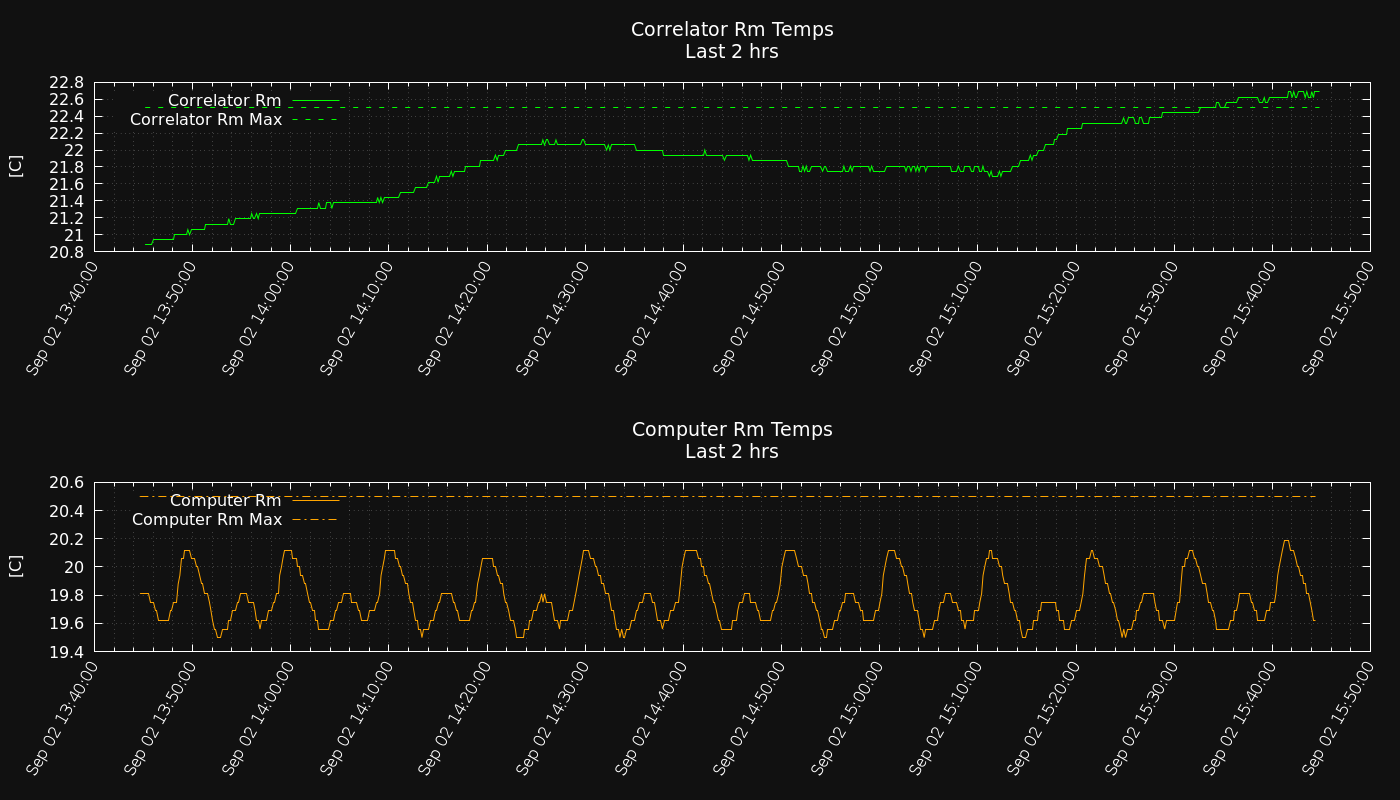 Correlator Rm Temps
Last 2 hrs
[C]
22.8
22.6
22.4
22.2
22
21.8
21.6
21.4
21.2
21
20.8
Correlator Rm
Correlator Rm Max
Sep 02 13:40:00
Sep 02 13:50:00
Sep 02 14:00:00
Sep 02 14:10:00
Sep 02 14:20:00
Sep 02 14:30:00
Sep 02 14:40:00
Sep 02 14:50:00
Sep 02 15:00:00
Sep 02 15:10:00
Sep 02 15:20:00
Sep 02 15:30:00
Sep 02 15:40:00
Sep 02 15:50:00
Computer Rm Temps
Last 2 hrs
[C]
20.6
20.4
20.2
20
19.8
19.6
19.4
Computer Rm
Computer Rm Max
Sep 02 13:40:00
Sep 02 13:50:00
Sep 02 14:00:00
Sep 02 14:10:00
Sep 02 14:20:00
Sep 02 14:30:00
Sep 02 14:40:00
Sep 02 14:50:00
Sep 02 15:00:00
Sep 02 15:10:00
Sep 02 15:20:00
Sep 02 15:30:00
Sep 02 15:40:00
Sep 02 15:50:00